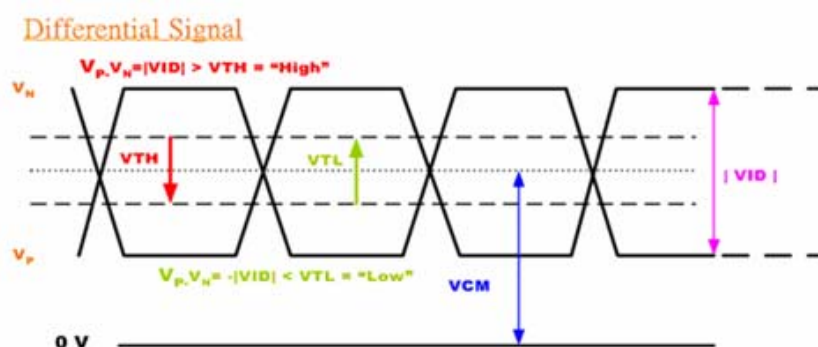 Differential Signal
VP-VN=|VID| > VTH = “High”
VN
VTH
VTL
| VID |
VP
VP-VN= -|VID| < VTL = “Low”
VCM
0 V